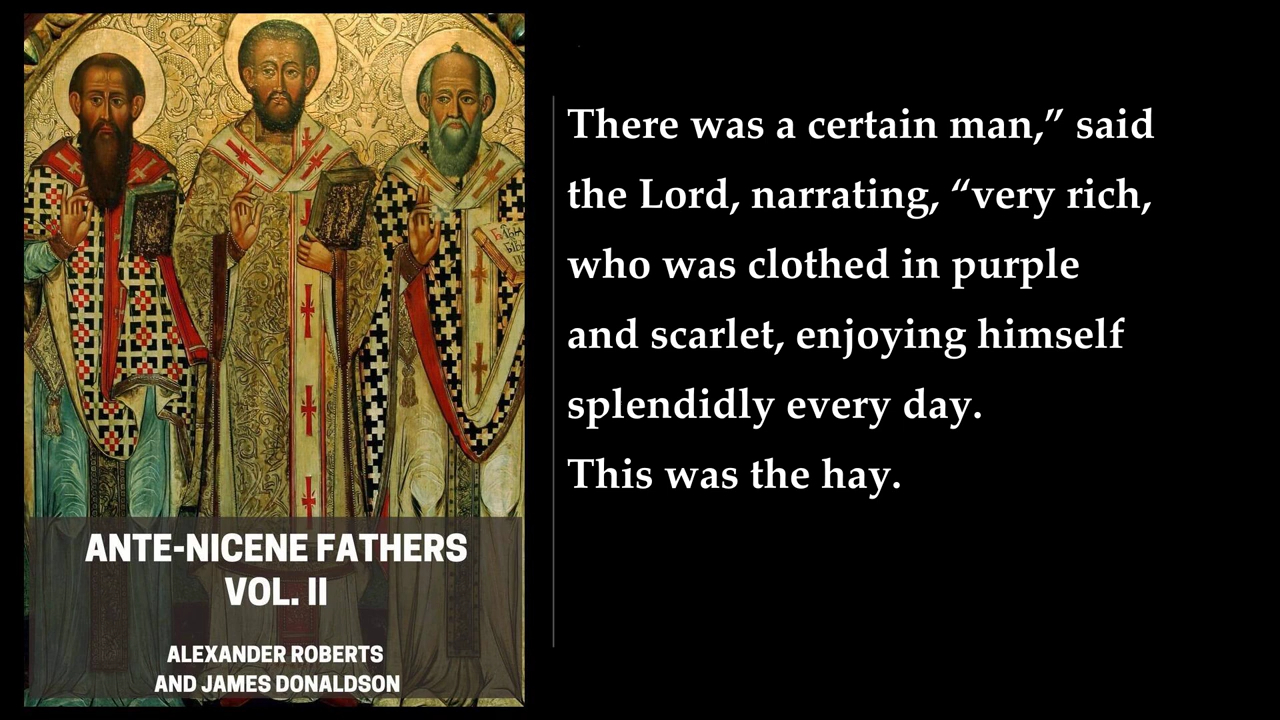 There was a certain man,” said
the Lord, narrating, “very rich,
who was clothed in purple
and scarlet, enjoying himself
splendidly every day.
This was the hay.
ANTE-NICENE FATHERS
VOL. II
ALEXANDER ROBERTS
AND JAMES DONALDSON